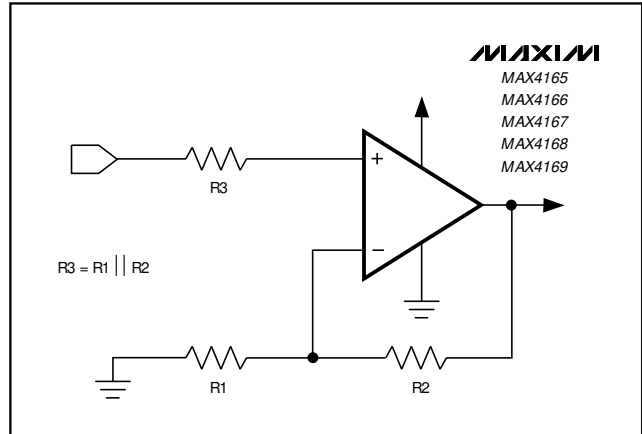 MAXIM
MAX4165
MAX4166
MAX4167
MAX4168
MAX4169
+
R3
−
R3 = R1 || R2
R1
R2